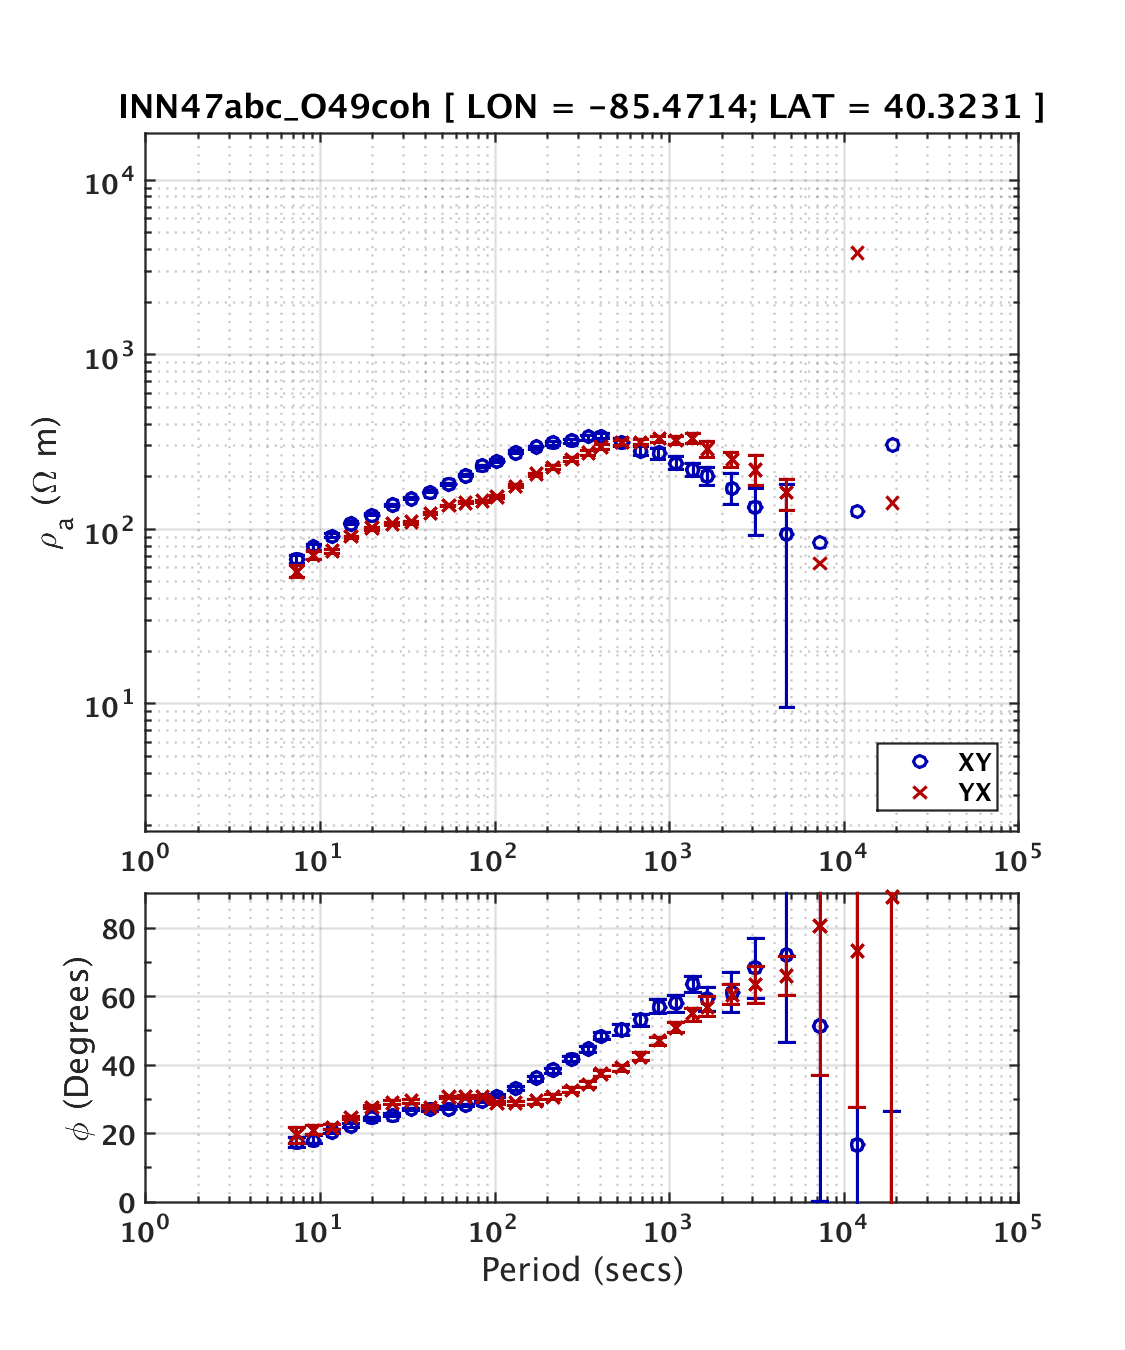 INN47abc_O49coh [ LON = -85.4714; LAT = 40.3231 ]
10^4
10^3
10^2
10^1
ρ_a (Ω m)
XY
YX
10^0 10^1 10^2 10^3 10^4 10^5
80
60
40
20
0
ϕ (Degrees)
10^0 10^1 10^2 10^3 10^4 10^5
Period (secs)